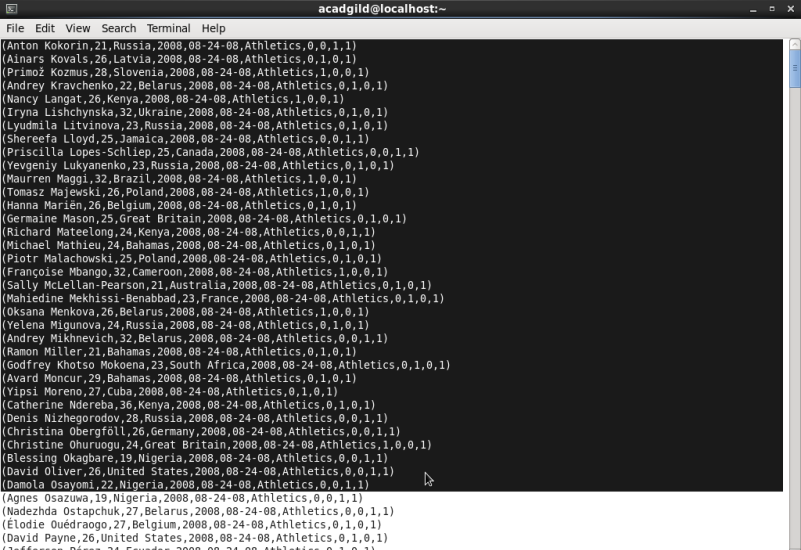 acadgild@localhost:~
File Edit View Search Terminal Help
(Anton Kokorin,21,Russia,2008,08-24-08,Athletics,0,0,1,1)
(Ainars Kovals,26,Latvia,2008,08-24-08,Athletics,0,1,0,1)
(Primož Kozmus,28,Slovenia,2008,08-24-08,Athletics,1,0,0,1)
(Andrey Kravchenko,22,Belarus,2008,08-24-08,Athletics,0,1,0,1)
(Nancy Langat,26,Kenya,2008,08-24-08,Athletics,1,0,0,1)
(Iryna Lishchynska,32,Ukraine,2008,08-24-08,Athletics,0,1,0,1)
(Lyudmila Litvinova,23,Russia,2008,08-24-08,Athletics,0,1,0,1)
(Shereefa Lloyd,25,Jamaica,2008,08-24-08,Athletics,0,0,1,1)
(Priscilla Lopes-Schliep,25,Canada,2008,08-24-08,Athletics,0,0,1,1)
(Yevgeniy Lukyanenko,23,Russia,2008,08-24-08,Athletics,0,1,0,1)
(Maurren Maggi,32,Brazil,2008,08-24-08,Athletics,1,0,0,1)
(Tomasz Majewski,26,Poland,2008,08-24-08,Athletics,1,0,0,1)
(Hanna Mariën,26,Belgium,2008,08-24-08,Athletics,0,1,0,1)
(Germaine Mason,25,Great Britain,2008,08-24-08,Athletics,0,1,0,1)
(Richard Mateelong,24,Kenya,2008,08-24-08,Athletics,0,0,1,1)
(Michael Mathieu,24,Bahamas,2008,08-24-08,Athletics,0,1,0,1)
(Piotr Malachowski,25,Poland,2008,08-24-08,Athletics,0,1,0,1)
(Françoise Mbango,32,Cameroon,2008,08-24-08,Athletics,1,0,0,1)
(Sally McLellan-Pearson,21,Australia,2008,08-24-08,Athletics,0,1,0,1)
(Mahiedine Mekhissi-Benabbad,23,France,2008,08-24-08,Athletics,0,1,0,1)
(Oksana Menkova,26,Belarus,2008,08-24-08,Athletics,1,0,0,1)
(Yelena Migunova,24,Russia,2008,08-24-08,Athletics,0,1,0,1)
(Andrey Mikhnevich,32,Belarus,2008,08-24-08,Athletics,0,0,1,1)
(Ramon Miller,21,Bahamas,2008,08-24-08,Athletics,0,1,0,1)
(Godfrey Khotso Mokoena,23,South Africa,2008,08-24-08,Athletics,0,1,0,1)
(Avard Moncur,29,Bahamas,2008,08-24-08,Athletics,0,1,0,1)
(Yipsi Moreno,27,Cuba,2008,08-24-08,Athletics,0,1,0,1)
(Catherine Ndereba,36,Kenya,2008,08-24-08,Athletics,0,1,0,1)
(Denis Nizhegorodov,28,Russia,2008,08-24-08,Athletics,0,0,1,1)
(Christina Obergföll,26,Germany,2008,08-24-08,Athletics,0,0,1,1)
(Christine Ohuruogu,24,Great Britain,2008,08-24-08,Athletics,1,0,0,1)
(Blessing Okagbare,19,Nigeria,2008,08-24-08,Athletics,0,0,1,1)
(David Oliver,26,United States,2008,08-24-08,Athletics,0,0,1,1)
(Damola Osayomi,22,Nigeria,2008,08-24-08,Athletics,0,0,1,1)
(Agnes Osazuwa,19,Nigeria,2008,08-24-08,Athletics,0,0,1,1)
(Nadezhda Ostapchuk,27,Belarus,2008,08-24-08,Athletics,0,0,1,1)
(Élodie Ouédraogo,27,Belgium,2008,08-24-08,Athletics,0,1,0,1)
(David Payne,26,United States,2008,08-24-08,Athletics,0,1,0,1)
(Jefferson Pérez,34,Ecuador,2008,08-24-08,Athletics,0,1,0,1)